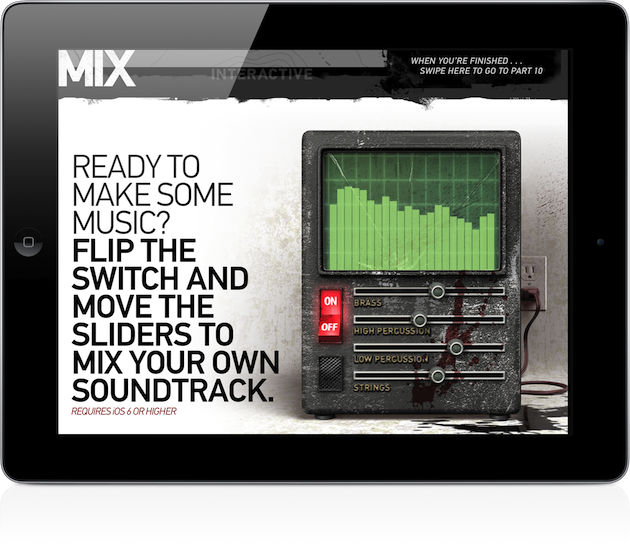 MIX
INTERACTIVE
WHEN YOU'RE FINISHED . . .
SWIPE HERE TO GO TO PART 10
READY TO
MAKE SOME
MUSIC?
FLIP THE
SWITCH AND
MOVE THE
SLIDERS TO
MIX YOUR OWN
SOUNDTRACK.
REQUIRES iOS 6 OR HIGHER
ON
OFF
BRASS
HIGH PERCUSSION
LOW PERCUSSION
STRINGS